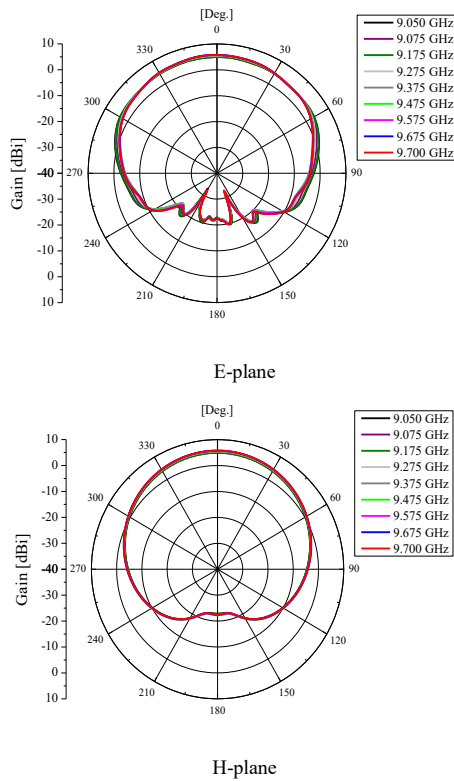 [Deg.]
0
30
60
90
120
150
180
210
240
270
300
330
10
0
-10
-20
-30
-40
-30
-20
-10
0
10
Gain [dBi]
9.050 GHz
9.075 GHz
9.175 GHz
9.275 GHz
9.375 GHz
9.475 GHz
9.575 GHz
9.675 GHz
9.700 GHz
E-plane
[Deg.]
0
30
60
90
120
150
180
210
240
270
300
330
10
0
-10
-20
-30
-40
-30
-20
-10
0
10
Gain [dBi]
9.050 GHz
9.075 GHz
9.175 GHz
9.275 GHz
9.375 GHz
9.475 GHz
9.575 GHz
9.675 GHz
9.700 GHz
H-plane